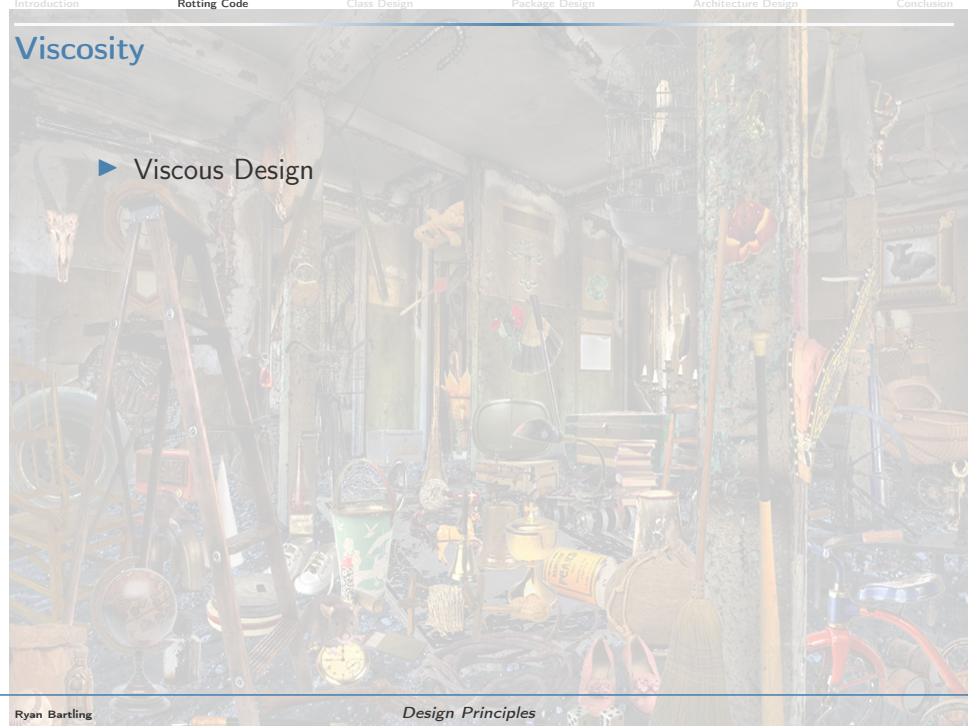 Introduction
Rotting Code
Class Design
Package Design
Architecture Design
Conclusion
Viscosity
Viscous Design
Ryan Bartling
Design Principles